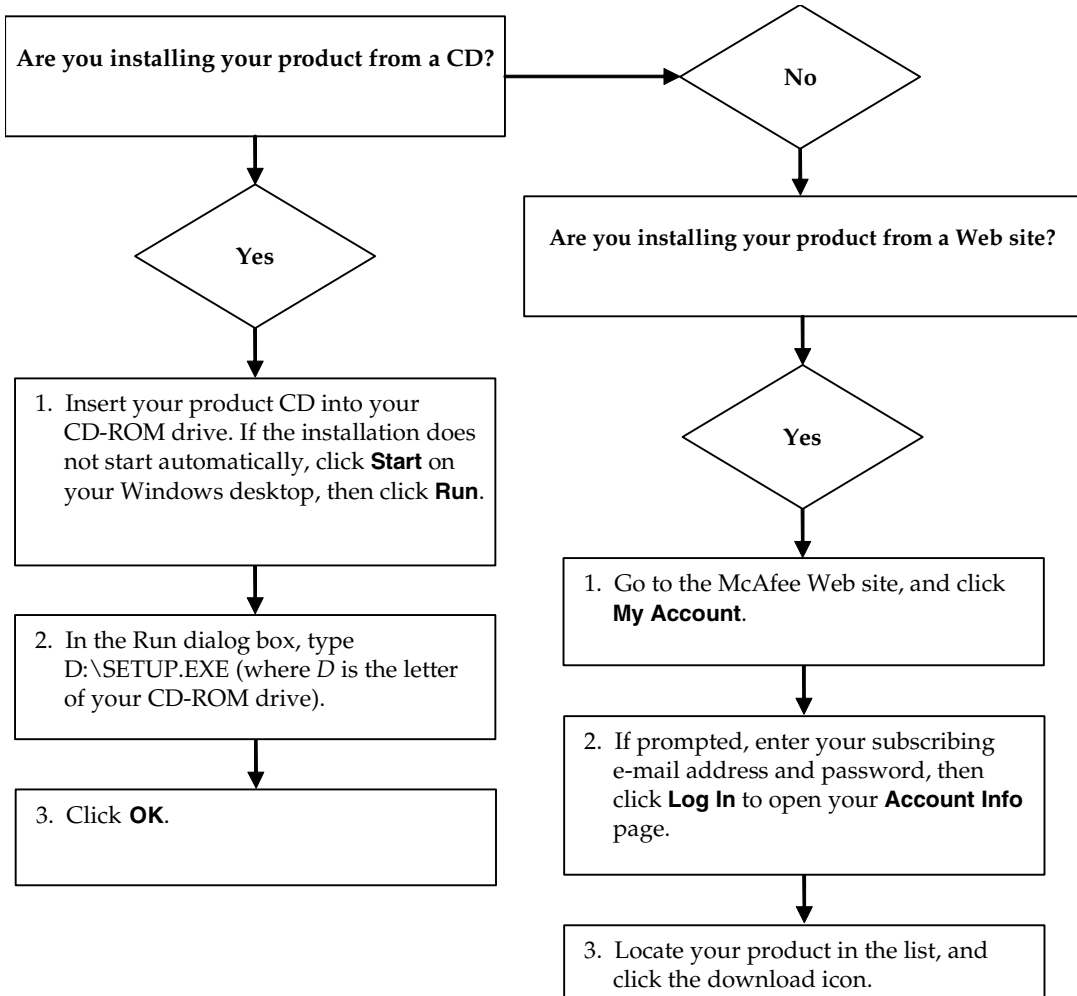 Are you installing your product from a CD?
No
Yes
Are you installing your product from a Web site?
Yes
1. Insert your product CD into your
CD-ROM drive. If the installation does
not start automatically, click Start on
your Windows desktop, then click Run.
2. In the Run dialog box, type
D:\SETUP.EXE (where D is the letter
of your CD-ROM drive).
3. Click OK.
1. Go to the McAfee Web site, and click
My Account.
2. If prompted, enter your subscribing
e-mail address and password, then
click Log In to open your Account Info
page.
3. Locate your product in the list, and
click the download icon.